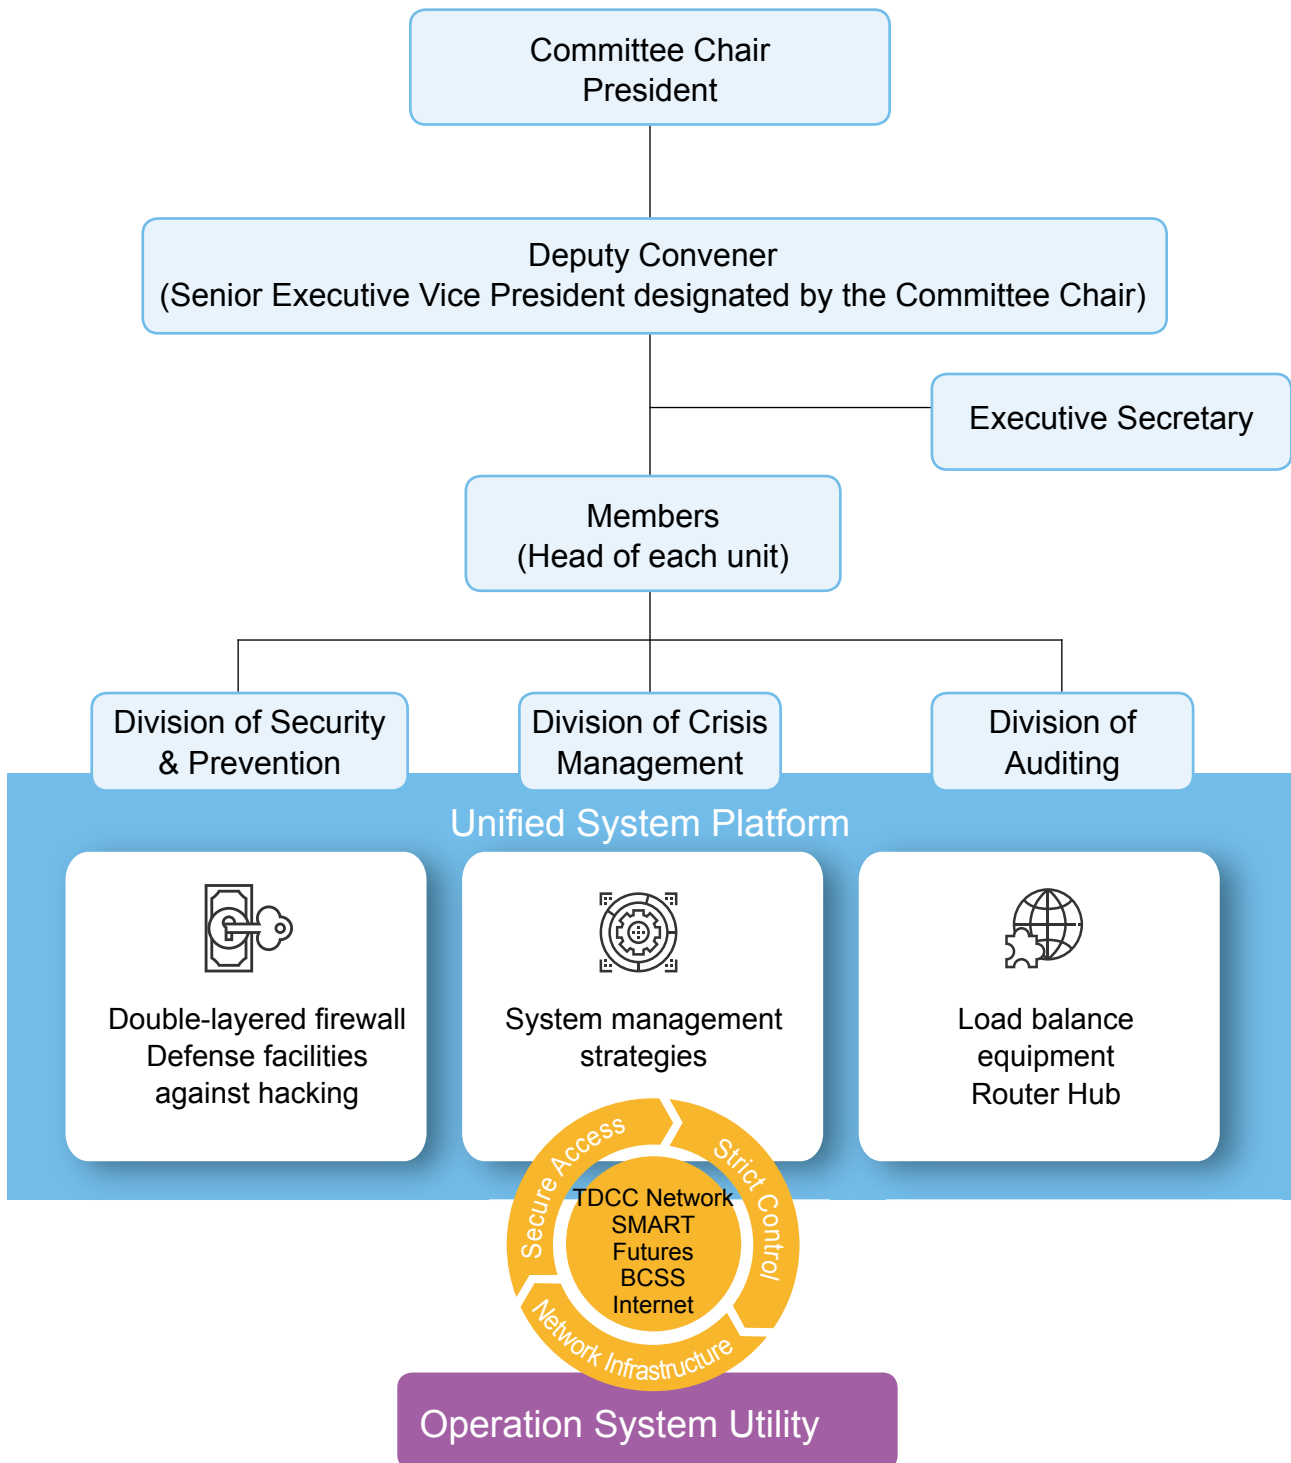 Committee Chair
President
Deputy Convener
(Senior Executive Vice President designated by the Committee Chair)
Executive Secretary
Members
(Head of each unit)
Division of Security
& Prevention
Division of Crisis
Management
Division of
Auditing
Unified System Platform
Double-layered firewall
Defense facilities
against hacking
System management
strategies
Load balance
equipment
Router Hub
Secure Access
Strict Control
Network Infrastructure
TDCC Network
SMART
Futures
BCSS
Internet
Operation System Utility